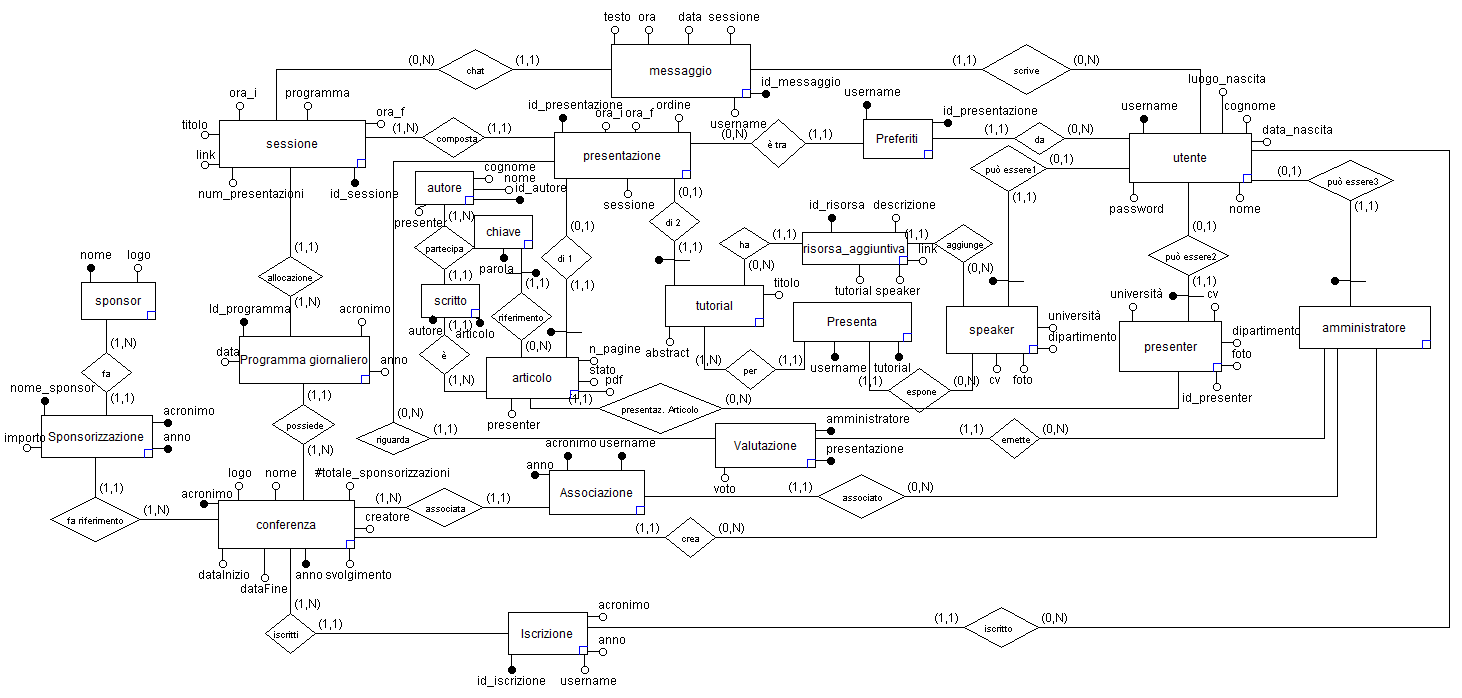 testo ora data sessione
(0,N) chat (1,1) messaggio (1,1) scrive (0,N)
id_messaggio
username
luogo_nascita
ora_i programma
ora_f
titolo
sessione
link
num_presentazioni
id_sessione
(1,N) composta (1,1)
id_presentazione
ora_i ora_f
ordine
presentazione
sessione
(0,N) è tra (1,1)
username
id_presentazione
Preferiti
(1,1) da (0,N)
username
cognome
data_nascita
utente
password
nome
può essere1 (0,1)
(1,1)
(0,1) può essere3
(1,1)
(0,1)
può essere2
(1,1)
cognome
nome
autore
id_autore
presenter
(1,N)
partecipa
(1,1)
chiave
parola
(1,1)
riferimento
(0,N)
(0,1)
di 1
(1,1)
(0,1)
di 2
(1,1)
scritto
autore
articolo
(1,1)
è
(1,N)
articolo
n_pagine
stato
pdf
presenter
(1,1) presentaz. Articolo (0,N)
(1,1) ha
(0,N)
id_risorsa descrizione
(1,1) risorsa_aggiuntiva (1,1)
link
tutorial speaker
aggiunge
(0,N)
tutorial
titolo
abstract
(1,N) per (1,1)
Presenta
username
tutorial
(1,1) espone (0,N)
speaker
università
dipartimento
cv foto
università cv
presenter
dipartimento
foto
id_presenter
amministratore
(1,1)
allocazione
(1,N)
Id_programma
acronimo
data
Programma giornaliero
anno
(1,1)
possiede
(1,N)
nome logo
sponsor
(1,N)
fa
(1,1)
nome_sponsor
acronimo
importo
Sponsorizzazione
anno
(1,1)
fa riferimento (1,N)
(0,N)
riguarda (1,1)
amministratore
Valutazione
presentazione
voto
(1,1) emette (0,N)
logo nome #totale_sponsorizzazioni
acronimo
conferenza
creatore
dataInizio
dataFine
anno svolgimento
(1,N) associata (1,1)
acronimo username
anno
Associazione
(1,1) associato (0,N)
(1,1) crea (0,N)
(1,N)
iscritti (1,1)
acronimo
Iscrizione
anno
id_iscrizione
username
(1,1) iscritto (0,N)